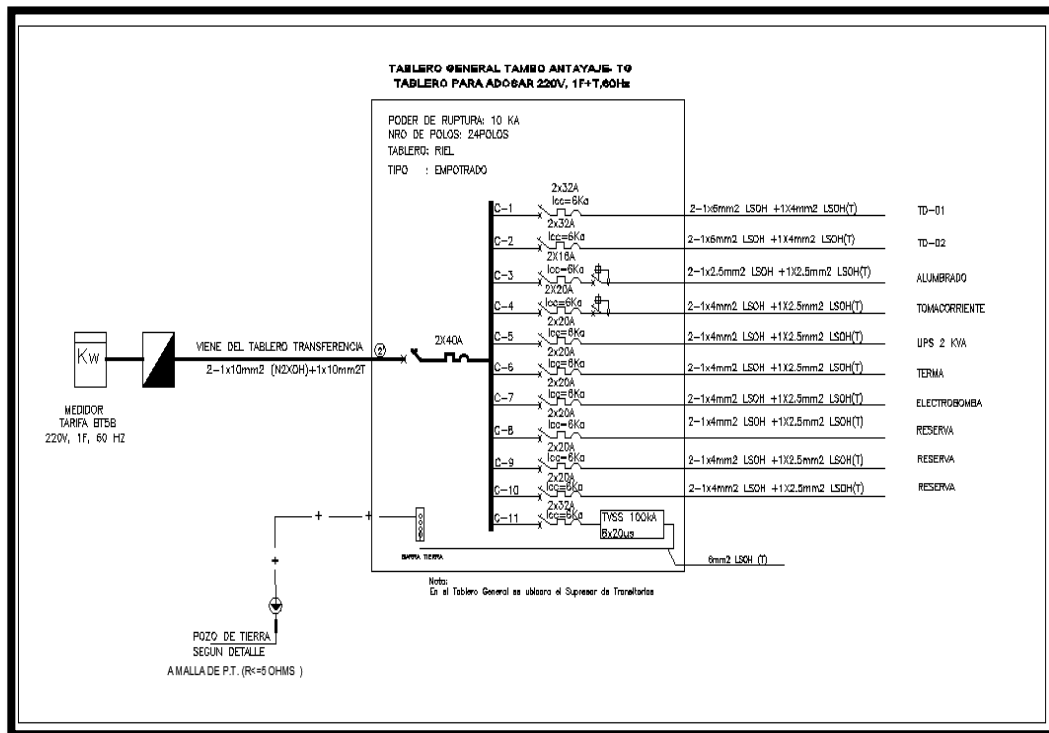 TABLERO GENERAL TAMBO ANTAYAJE- TG
TABLERO PARA ADOSAR 220V, 1F+T,60Hz
PODER DE RUPTURA: 10 KA
NRO DE POLOS: 24POLOS
TABLERO: RIEL
TIPO : EMPOTRADO
C-1 2x32A Icc=6Ka 2-1x6mm2 LSOH +1X4mm2 LSOH(T) TD-01
C-2 2x32A Icc=6Ka 2-1x6mm2 LSOH +1X4mm2 LSOH(T) TD-02
C-3 2X16A Icc=6Ka 2-1x2.5mm2 LSOH +1X2.5mm2 LSOH(T) ALUMBRADO
C-4 2X20A Icc=6Ka 2-1x4mm2 LSOH +1X2.5mm2 LSOH(T) TOMACORRIENTE
C-5 2x20A Icc=6Ka 2-1x4mm2 LSOH +1X2.5mm2 LSOH(T) UPS 2 KVA
C-6 2x20A Icc=6Ka 2-1x4mm2 LSOH +1X2.5mm2 LSOH(T) TERMA
C-7 2x20A Icc=6Ka 2-1x4mm2 LSOH +1X2.5mm2 LSOH(T) ELECTROBOMBA
C-8 2x20A Icc=6Ka 2-1x4mm2 LSOH +1X2.5mm2 LSOH(T) RESERVA
C-9 2x20A Icc=6Ka 2-1x4mm2 LSOH +1X2.5mm2 LSOH(T) RESERVA
C-10 2x20A Icc=6Ka 2-1x4mm2 LSOH +1X2.5mm2 LSOH(T) RESERVA
C-11 2x32A Icc=6Ka TVSS 100kA
8x20us
Kw
VIENE DEL TABLERO TRANSFERENCIA 2 2X40A
2-1x10mm2 (N2XOH)+1x10mm2T
MEDIDOR
TARIFA BT5B
220V, 1F, 60 HZ
BARRA TIERRA
6mm2 LSOH (T)
Nota:
En el Tablero General se ubicara el Supresor de Transitorios
POZO DE TIERRA
SEGUN DETALLE
A MALLA DE P.T. (R<=5 OHMS )